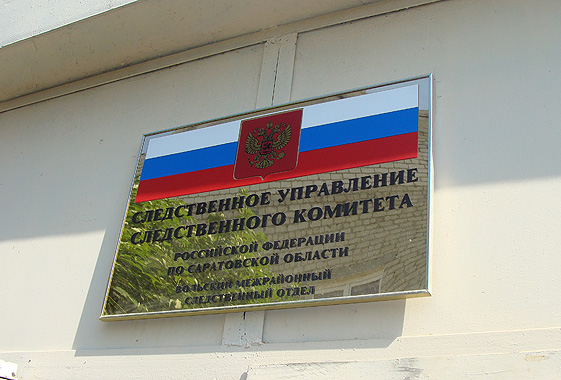 СЛЕДСТВЕННОЕ УПРАВЛЕНИЕ
СЛЕДСТВЕННОГО КОМИТЕТА
РОССИЙСКОЙ ФЕДЕРАЦИИ
ПО САРАТОВСКОЙ ОБЛАСТИ
ВОЛЬСКИЙ МЕЖРАЙОННЫЙ
СЛЕДСТВЕННЫЙ ОТДЕЛ